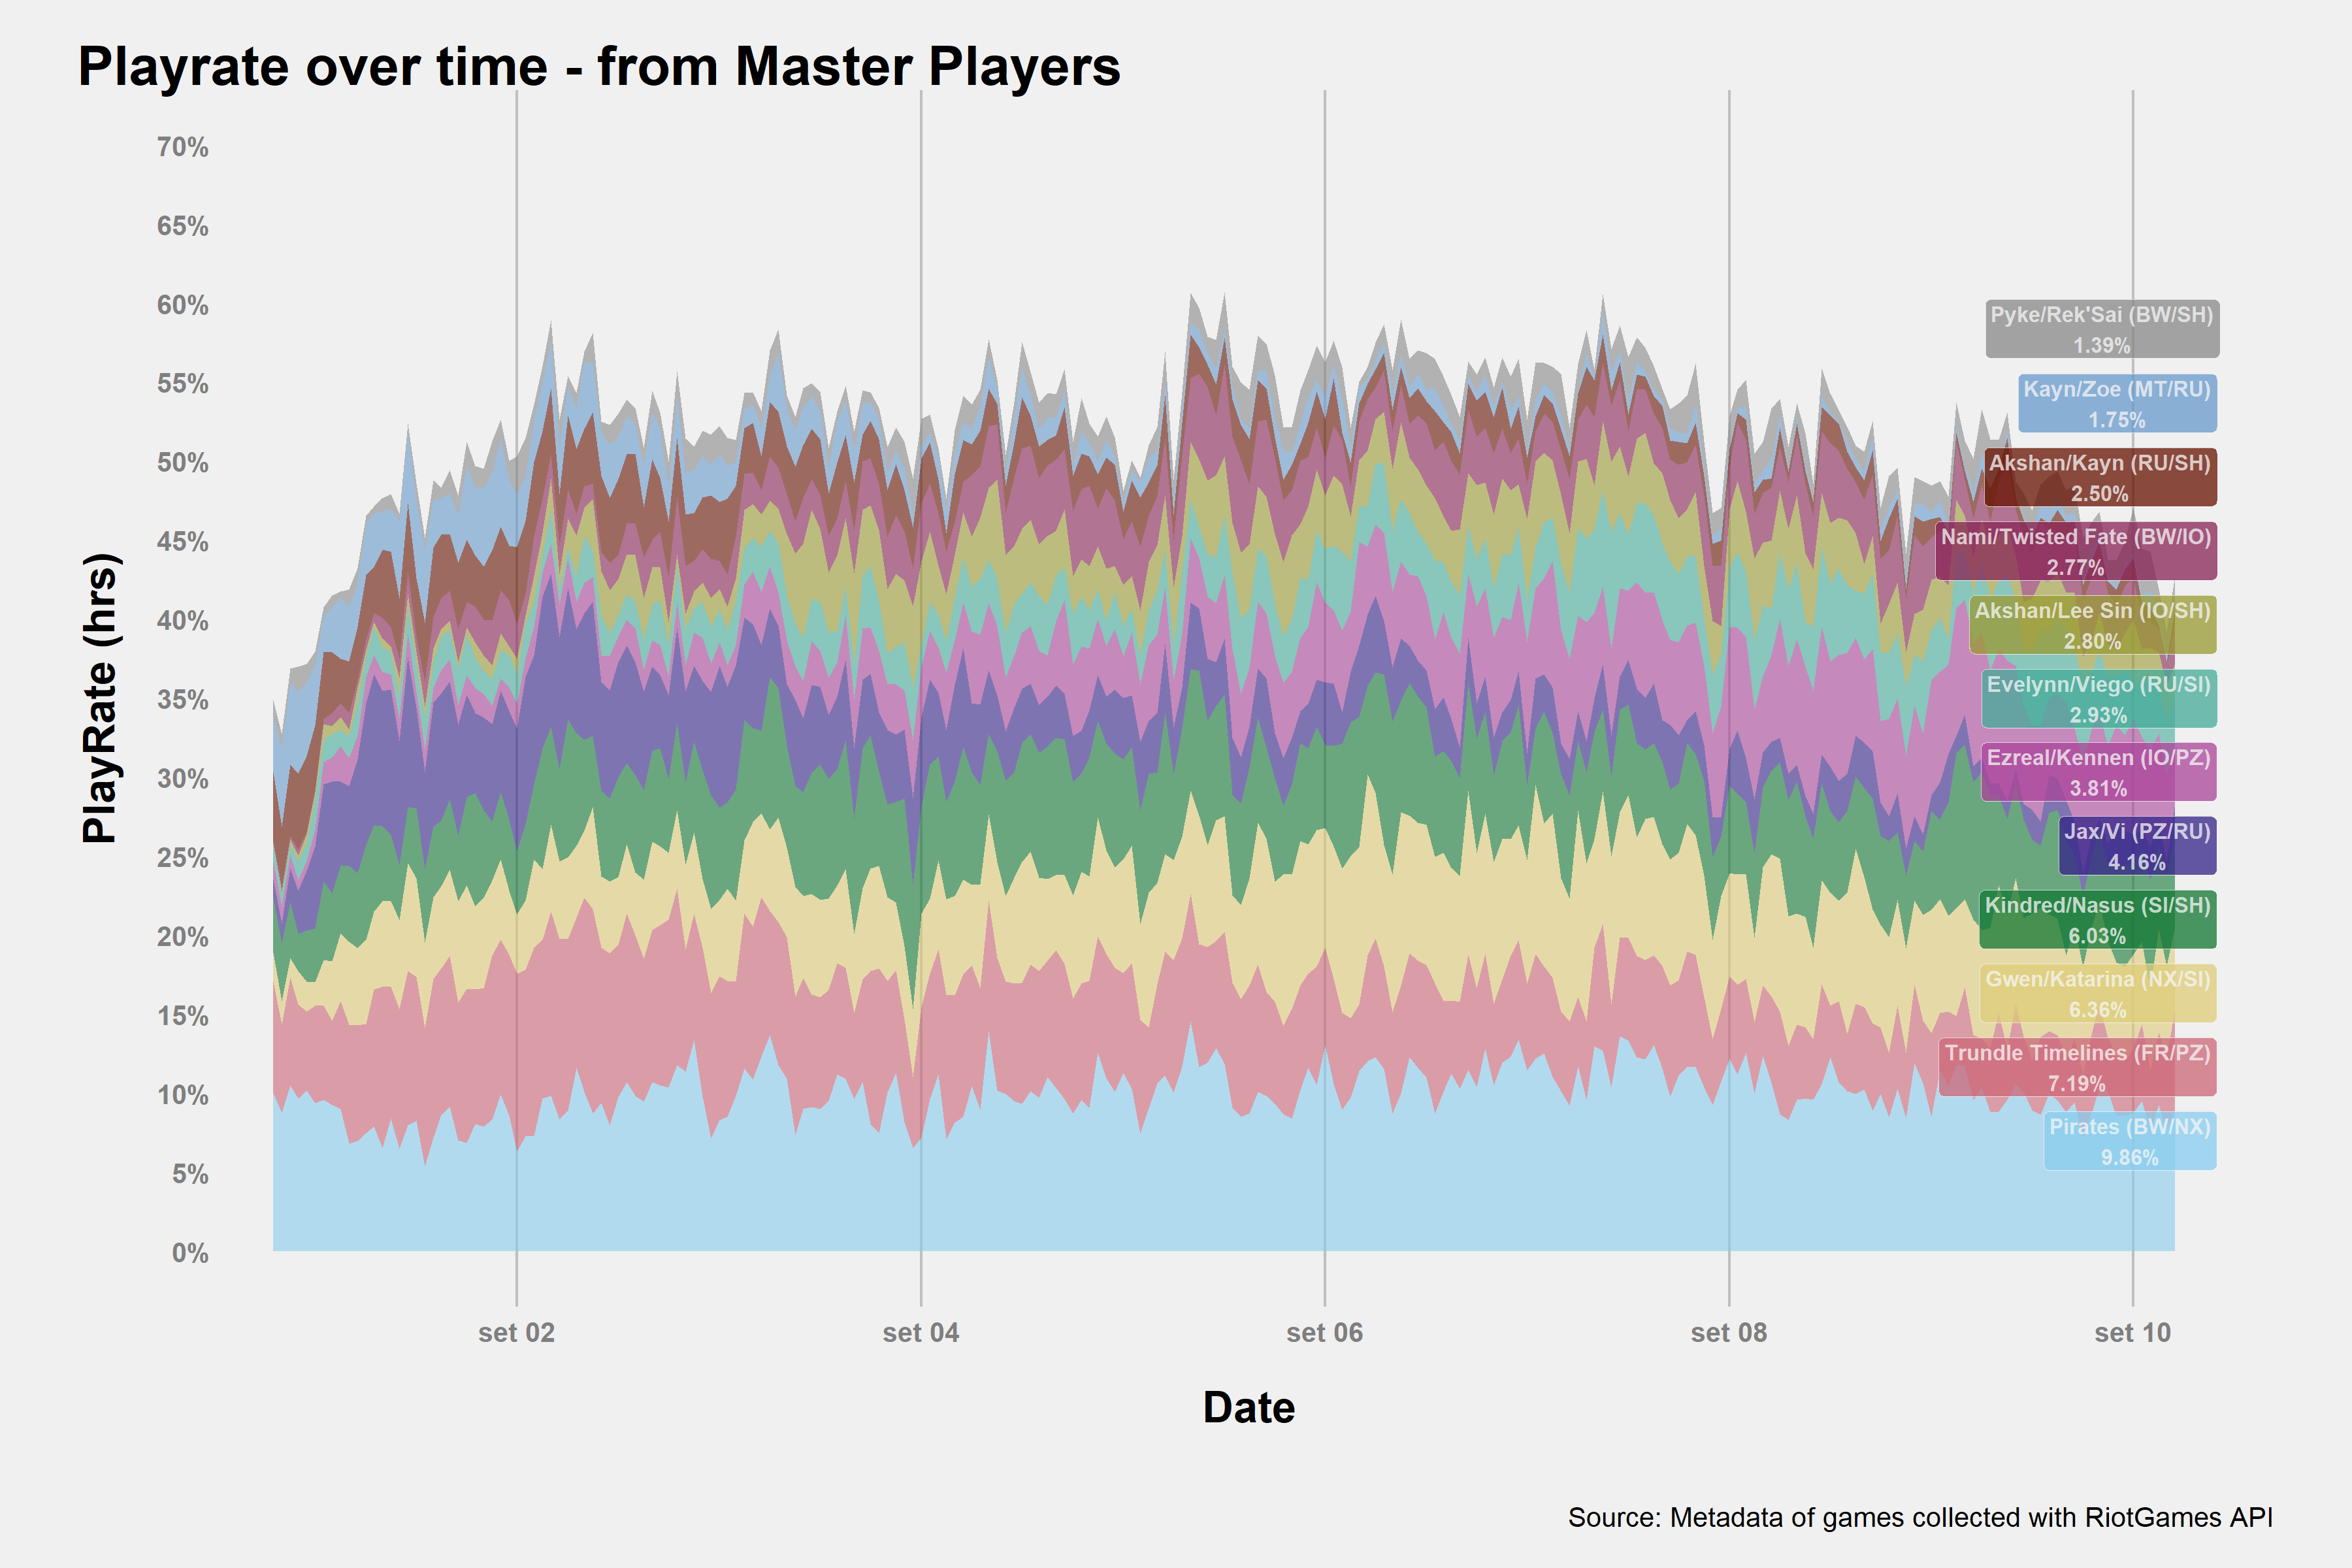 Playrate over time - from Master Players
70%
65%
60%
55%
50%
45%
40%
35%
30%
25%
20%
15%
10%
5%
0%
PlayRate (hrs)
Pyke/Rek'Sai (BW/SH)
1.39%
Kayn/Zoe (MT/RU)
1.75%
Akshan/Kayn (RU/SH)
2.50%
Nami/Twisted Fate (BW/IO)
2.77%
Akshan/Lee Sin (IO/SH)
2.80%
Evelynn/Viego (RU/SI)
2.93%
Ezreal/Kennen (IO/PZ)
3.81%
Jax/Vi (PZ/RU)
4.16%
Kindred/Nasus (SI/SH)
6.03%
Gwen/Katarina (NX/SI)
6.36%
Trundle Timelines (FR/PZ)
7.19%
Pirates (BW/NX)
9.86%
set 02
set 04
set 06
set 08
set 10
Date
Source: Metadata of games collected with RiotGames API